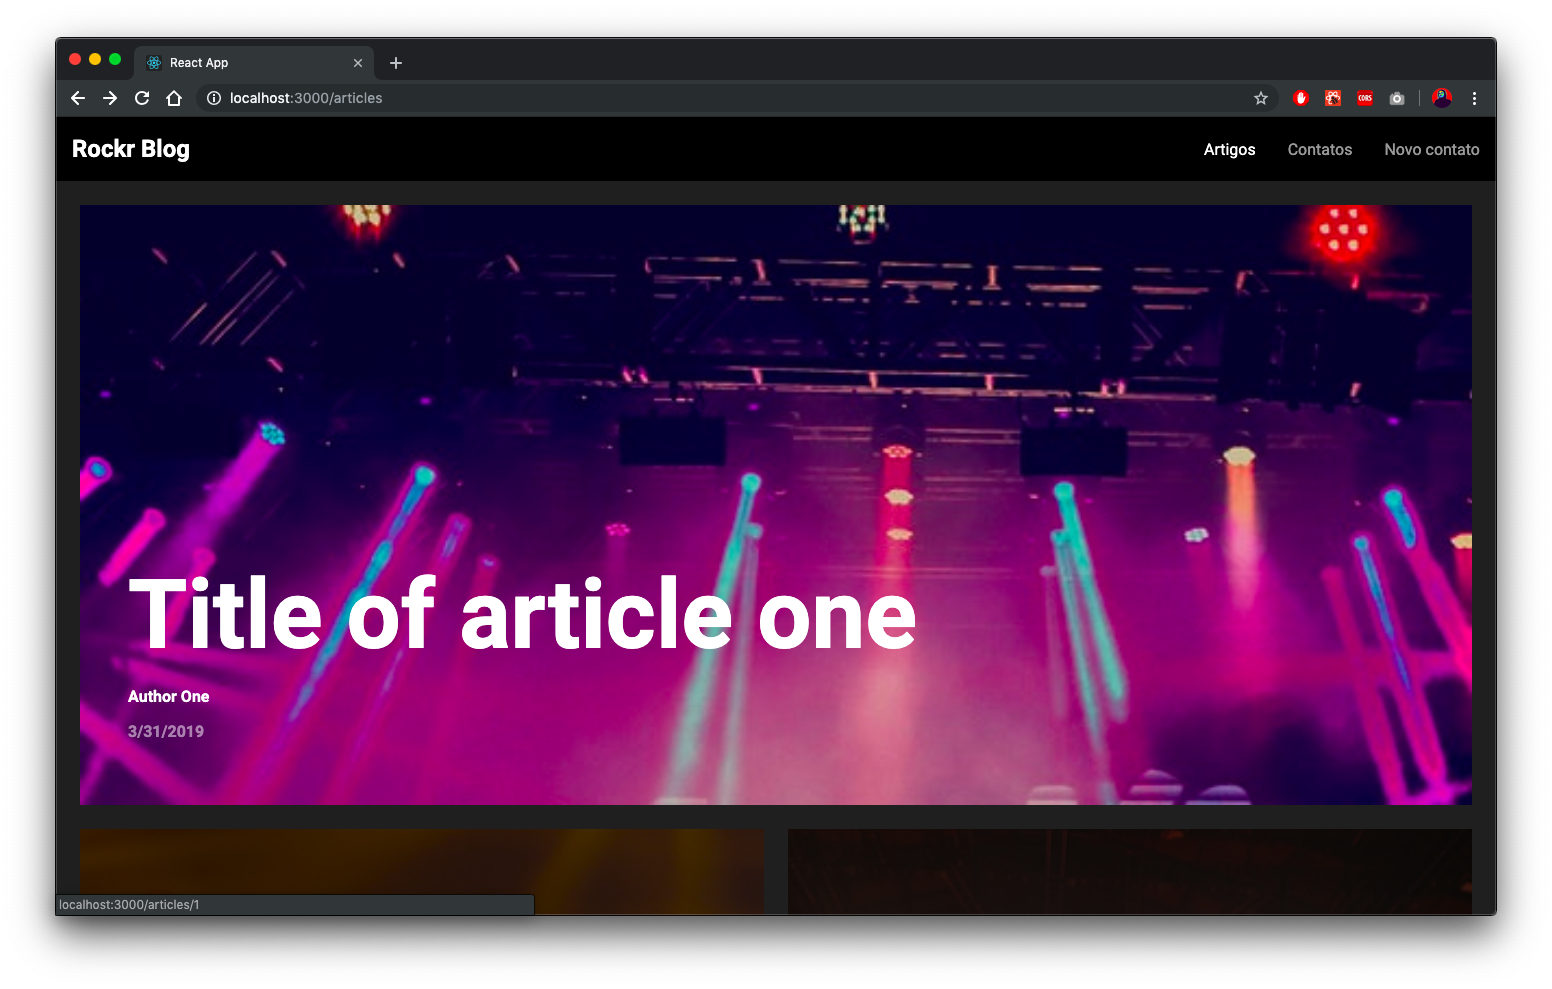 React App
localhost:3000/articles
CORS
Rockr Blog
Artigos
Contatos
Novo contato
Title of article one
Author One
3/31/2019
localhost:3000/articles/1